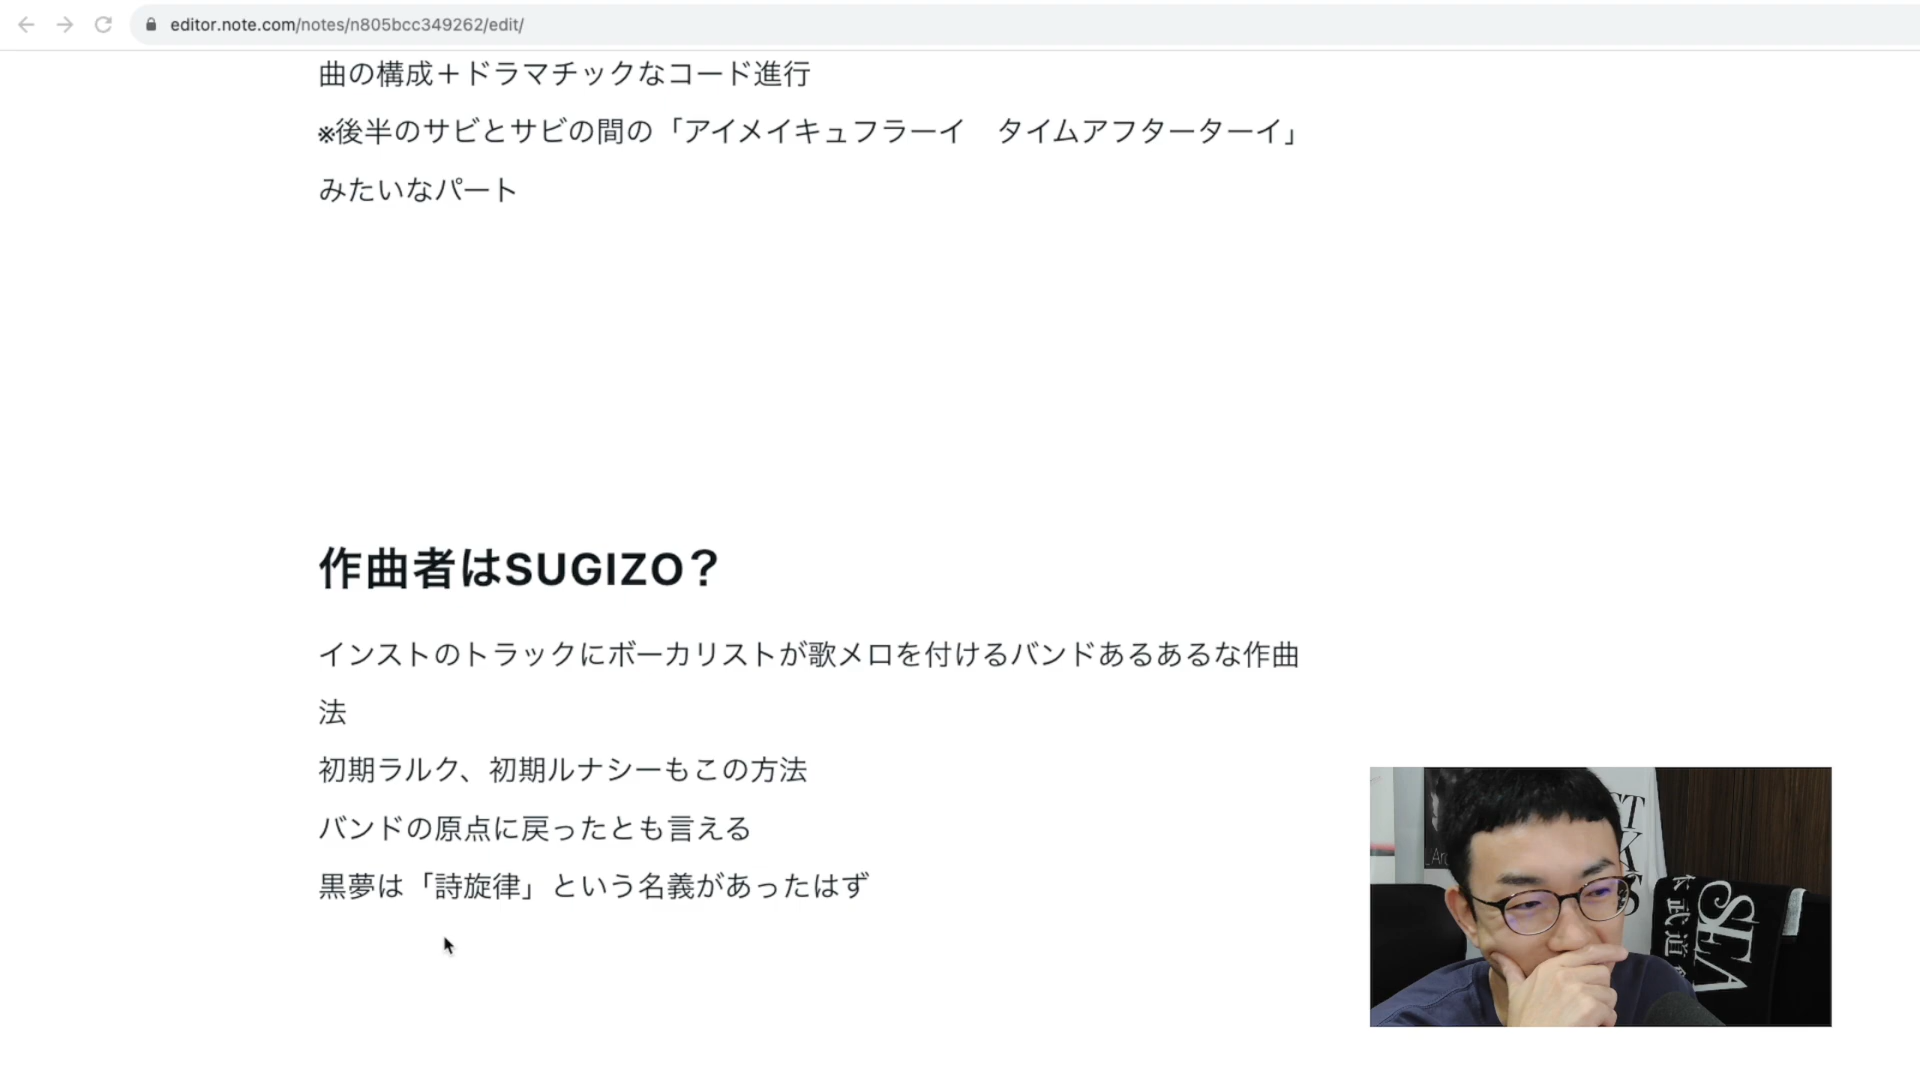 editor.note.com/notes/n805bcc349262/edit/
曲の構成＋ドラマチックなコード進行
※後半のサビとサビの間の「アイメイキュフラーイ　タイムアフターターイ」
みたいなパート
作曲者はSUGIZO？
インストのトラックにボーカリストが歌メロを付けるバンドあるあるな作曲
法
初期ラルク、初期ルナシーもこの方法
バンドの原点に戻ったとも言える
黒夢は「詩旋律」という名義があったはず
武道